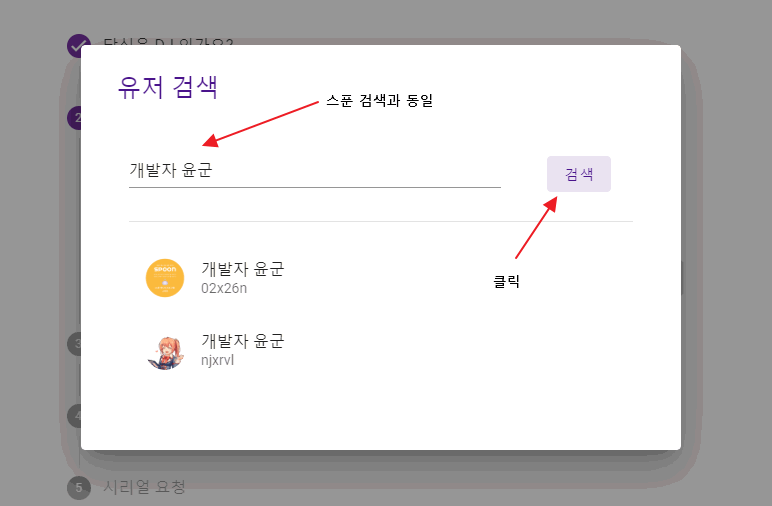 당신은 DJ 인가요?
유저 검색
스푼 검색과 동일
2
개발자 윤군
검색
클릭
spoon
개발자 윤군
02x26n
3
개발자 윤군
njxrvl
4
5
시리얼 요청